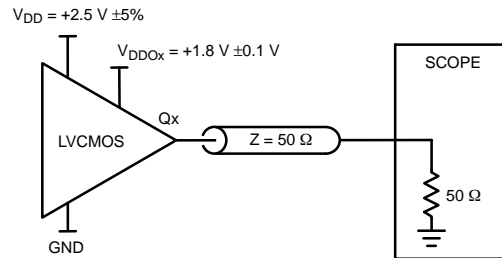 V_DD = +2.5 V ±5%
V_DDOx = +1.8 V ±0.1 V
SCOPE
Qx
LVCMOS
Z = 50 Ω
50 Ω
GND